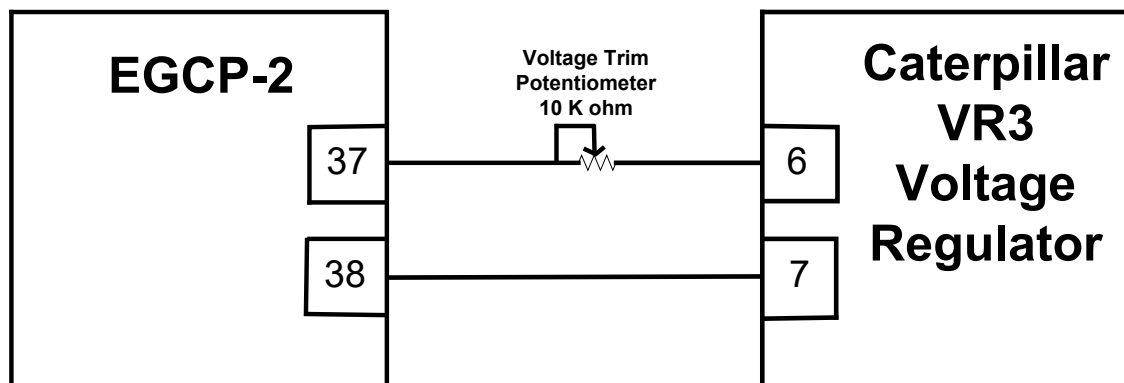 EGCP-2
Voltage Trim
Potentiometer
10 K ohm
Caterpillar
VR3
Voltage
Regulator
37
6
38
7